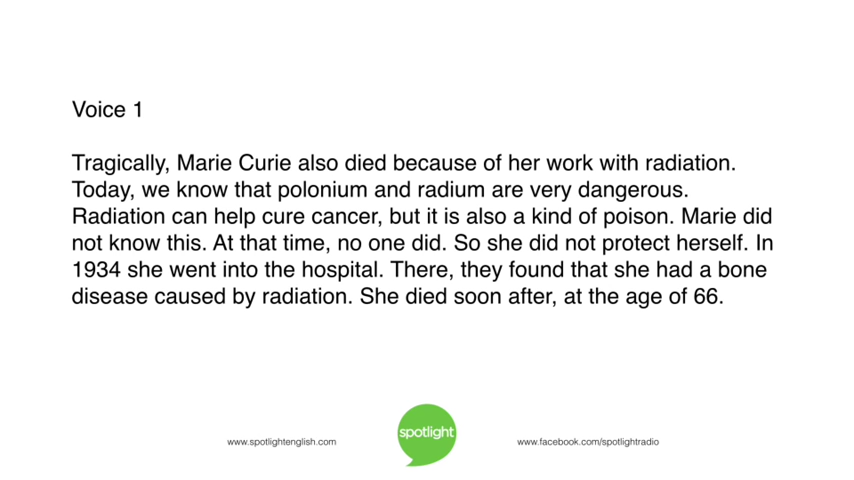 Voice 1
Tragically, Marie Curie also died because of her work with radiation.
Today, we know that polonium and radium are very dangerous.
Radiation can help cure cancer, but it is also a kind of poison. Marie did
not know this. At that time, no one did. So she did not protect herself. In
1934 she went into the hospital. There, they found that she had a bone
disease caused by radiation. She died soon after, at the age of 66.
www.spotlightenglish.com
spotlight
www.facebook.com/spotlightradio